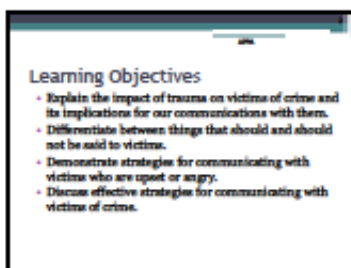 Learning Objectives
• Explain the impact of trauma on victims of crime and
its implications for our communications with them.
• Differentiate between things that should and should
not be said to victims.
• Demonstrate strategies for communicating with
victims who are upset or angry.
• Discuss effective strategies for communicating with
victims of crime.